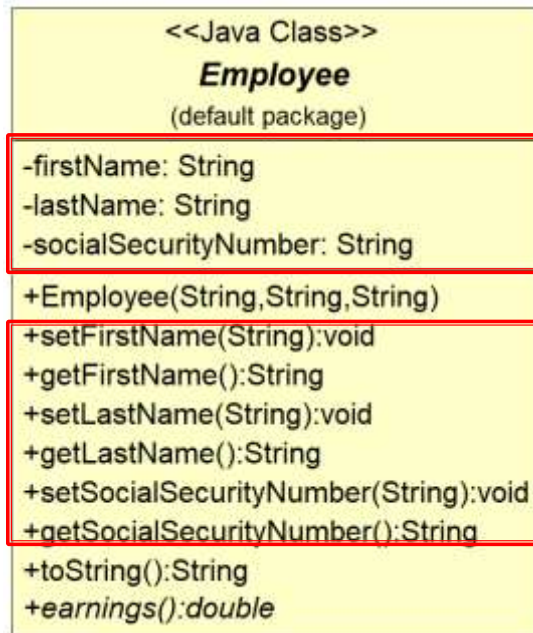 <<Java Class>>
Employee
(default package)
-firstName: String
-lastName: String
-socialSecurityNumber: String
+Employee(String,String,String)
+setFirstName(String):void
+getFirstName():String
+setLastName(String):void
+getLastName():String
+setSocialSecurityNumber(String):void
+getSocialSecurityNumber():String
+toString():String
+earnings():double